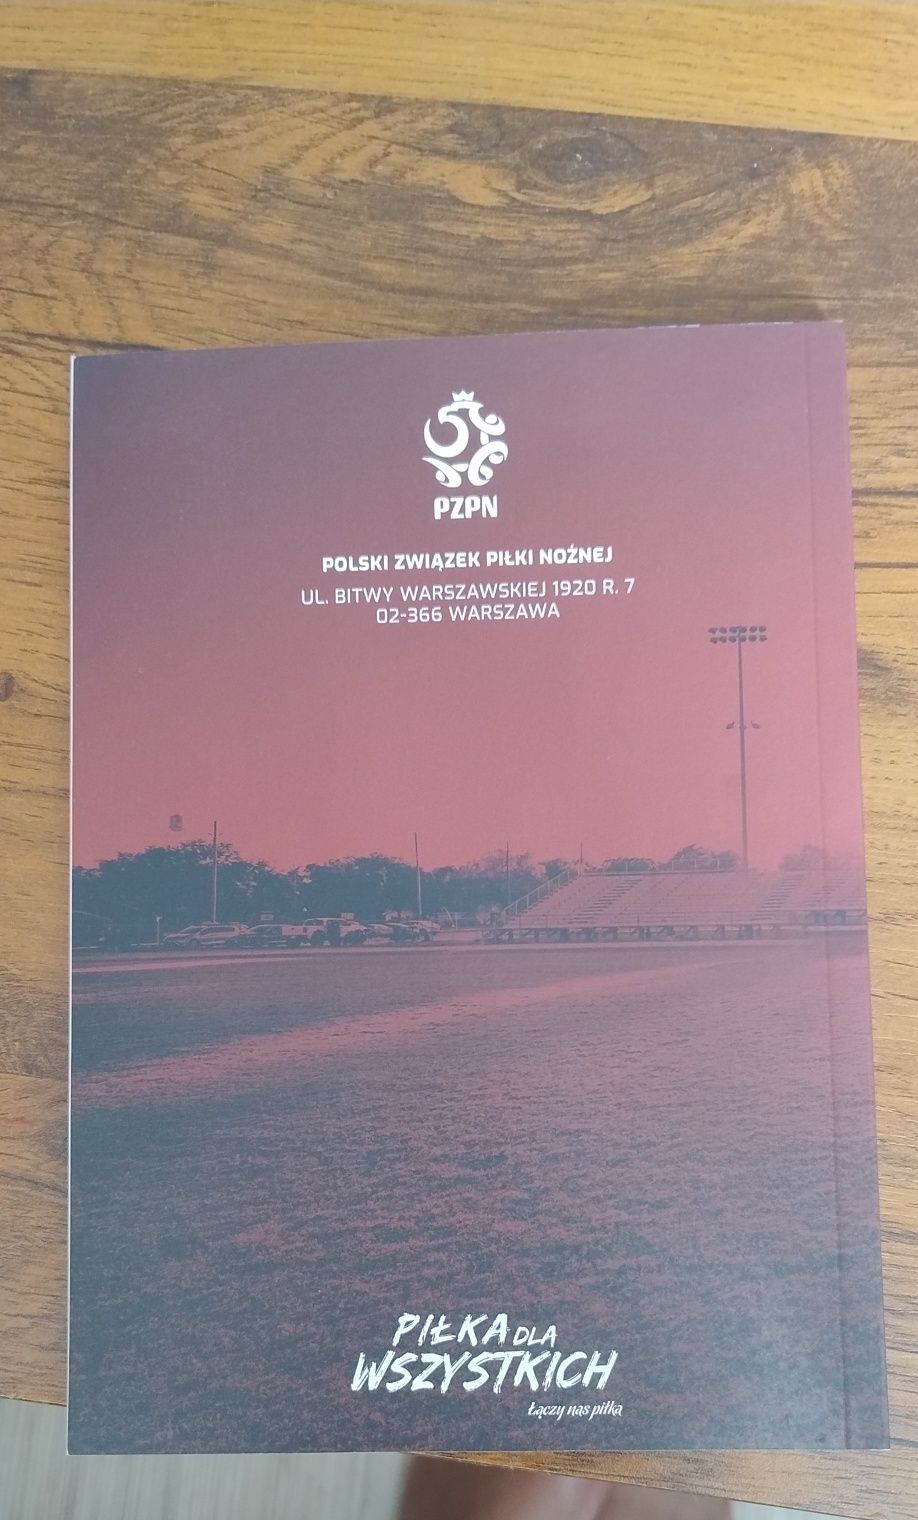 PZPN
POLSKI ZWIĄZEK PIŁKI NOŻNEJ
UL. BITWY WARSZAWSKIEJ 1920 R. 7
02-366 WARSZAWA
PIŁKA DLA
WSZYSTKICH
Łączy nas piłka